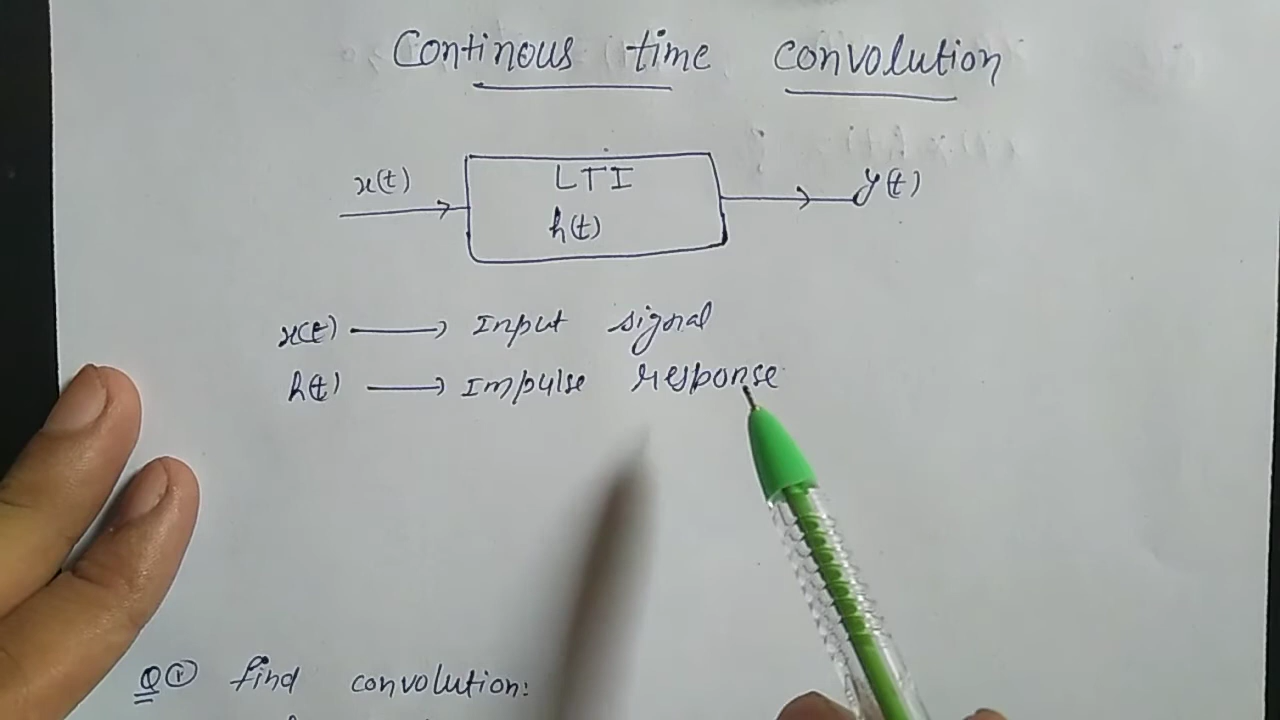 Continous time convolution
x(t) LTI y(t)
h(t)
x(t) → Input signal
h(t) → Impulse response
Q① find convolution: